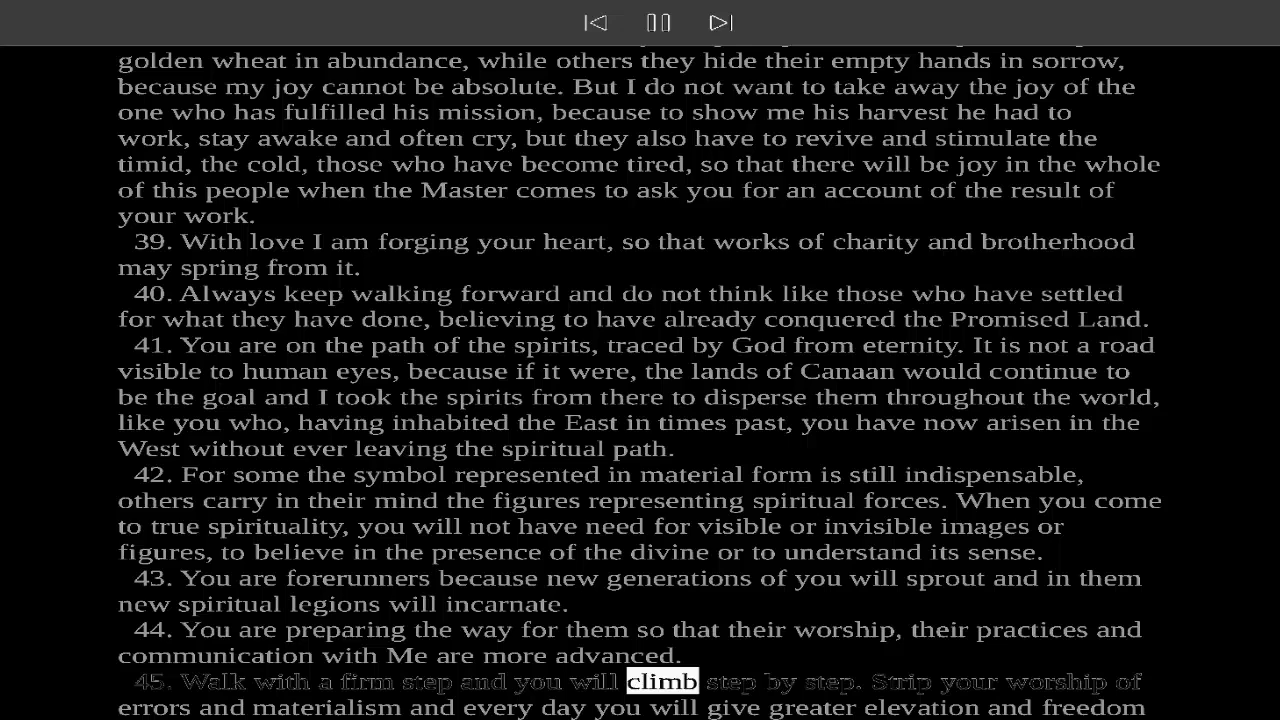 golden wheat in abundance, while others they hide their empty hands in sorrow,
because my joy cannot be absolute. But I do not want to take away the joy of the
one who has fulfilled his mission, because to show me his harvest he had to
work, stay awake and often cry, but they also have to revive and stimulate the
timid, the cold, those who have become tired, so that there will be joy in the whole
of this people when the Master comes to ask you for an account of the result of
your work.
39. With love I am forging your heart, so that works of charity and brotherhood
may spring from it.
40. Always keep walking forward and do not think like those who have settled
for what they have done, believing to have already conquered the Promised Land.
41. You are on the path of the spirits, traced by God from eternity. It is not a road
visible to human eyes, because if it were, the lands of Canaan would continue to
be the goal and I took the spirits from there to disperse them throughout the world,
like you who, having inhabited the East in times past, you have now arisen in the
West without ever leaving the spiritual path.
42. For some the symbol represented in material form is still indispensable,
others carry in their mind the figures representing spiritual forces. When you come
to true spirituality, you will not have need for visible or invisible images or
figures, to believe in the presence of the divine or to understand its sense.
43. You are forerunners because new generations of you will sprout and in them
new spiritual legions will incarnate.
44. You are preparing the way for them so that their worship, their practices and
communication with Me are more advanced.
45. Walk with a firm step and you will climb step by step. Strip your worship of
errors and materialism and every day you will give greater elevation and freedom